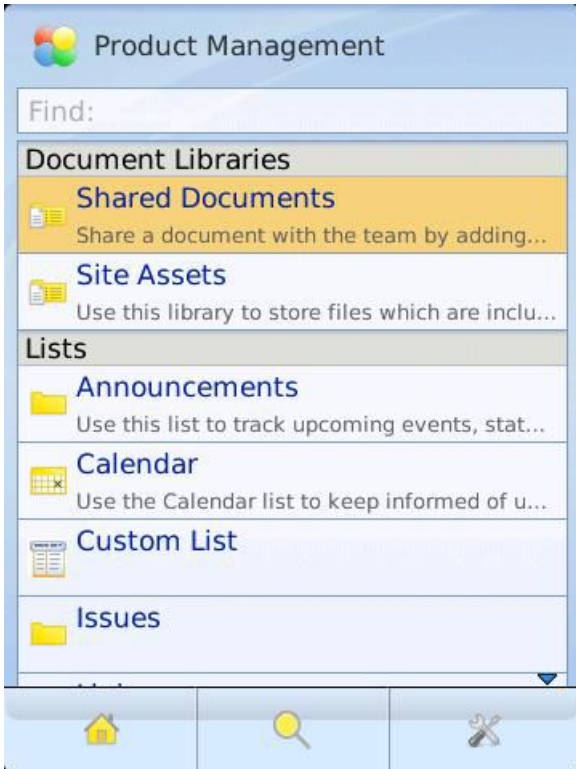 Product Management
Find:
Document Libraries
Shared Documents
Share a document with the team by adding...
Site Assets
Use this library to store files which are inclu...
Lists
Announcements
Use this list to track upcoming events, stat...
Calendar
Use the Calendar list to keep informed of u...
Custom List
Issues